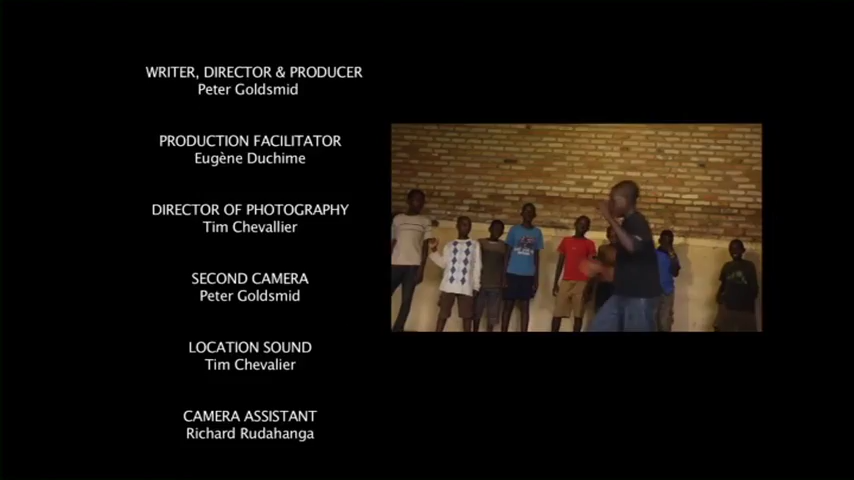 WRITER, DIRECTOR & PRODUCER
Peter Goldsmid
PRODUCTION FACILITATOR
Eugène Duchime
DIRECTOR OF PHOTOGRAPHY
Tim Chevallier
SECOND CAMERA
Peter Goldsmid
LOCATION SOUND
Tim Chevalier
CAMERA ASSISTANT
Richard Rudahanga